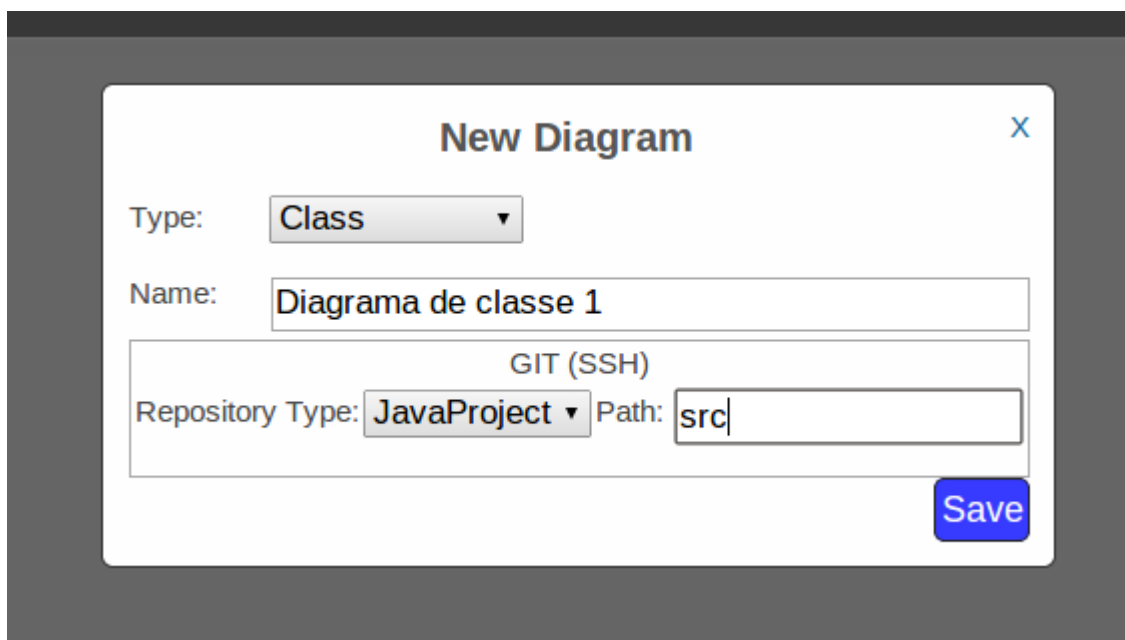 New Diagram
X
Type: Class
Name: Diagrama de classe 1
GIT (SSH)
Repository Type: JavaProject Path: src
Save